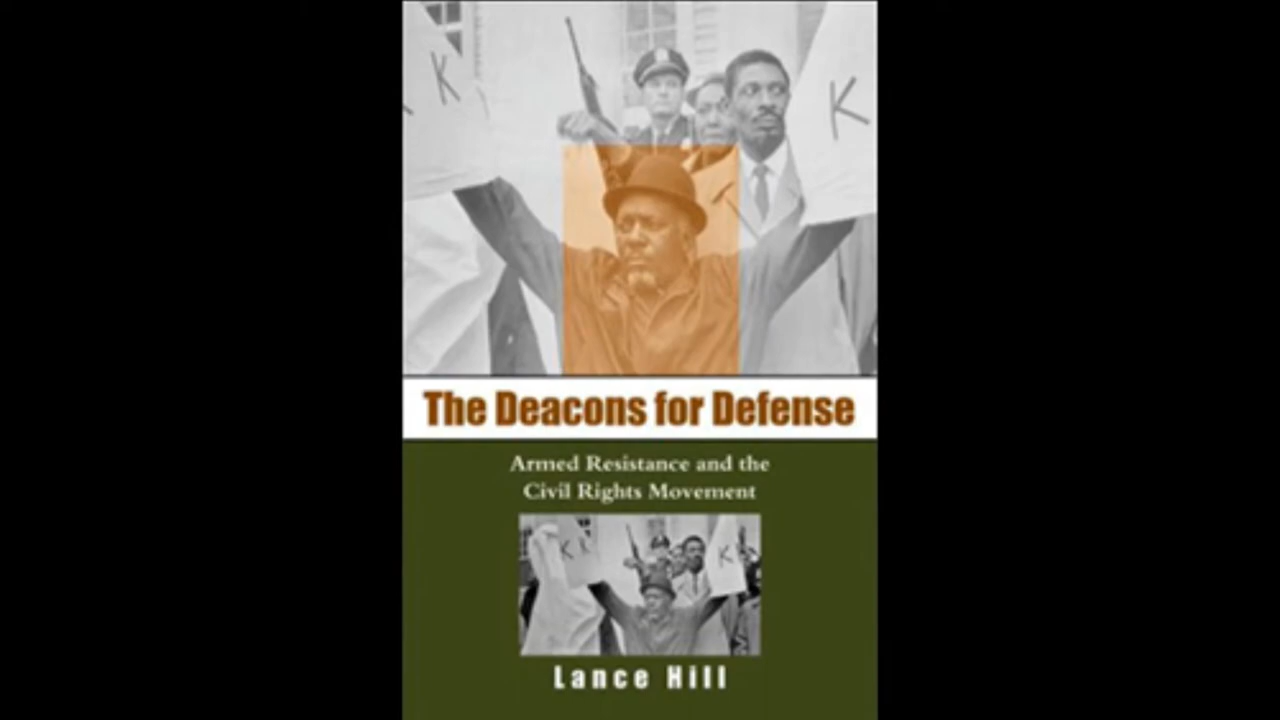 K
K
The Deacons for Defense
Armed Resistance and the
Civil Rights Movement
K K
K
Lance Hill